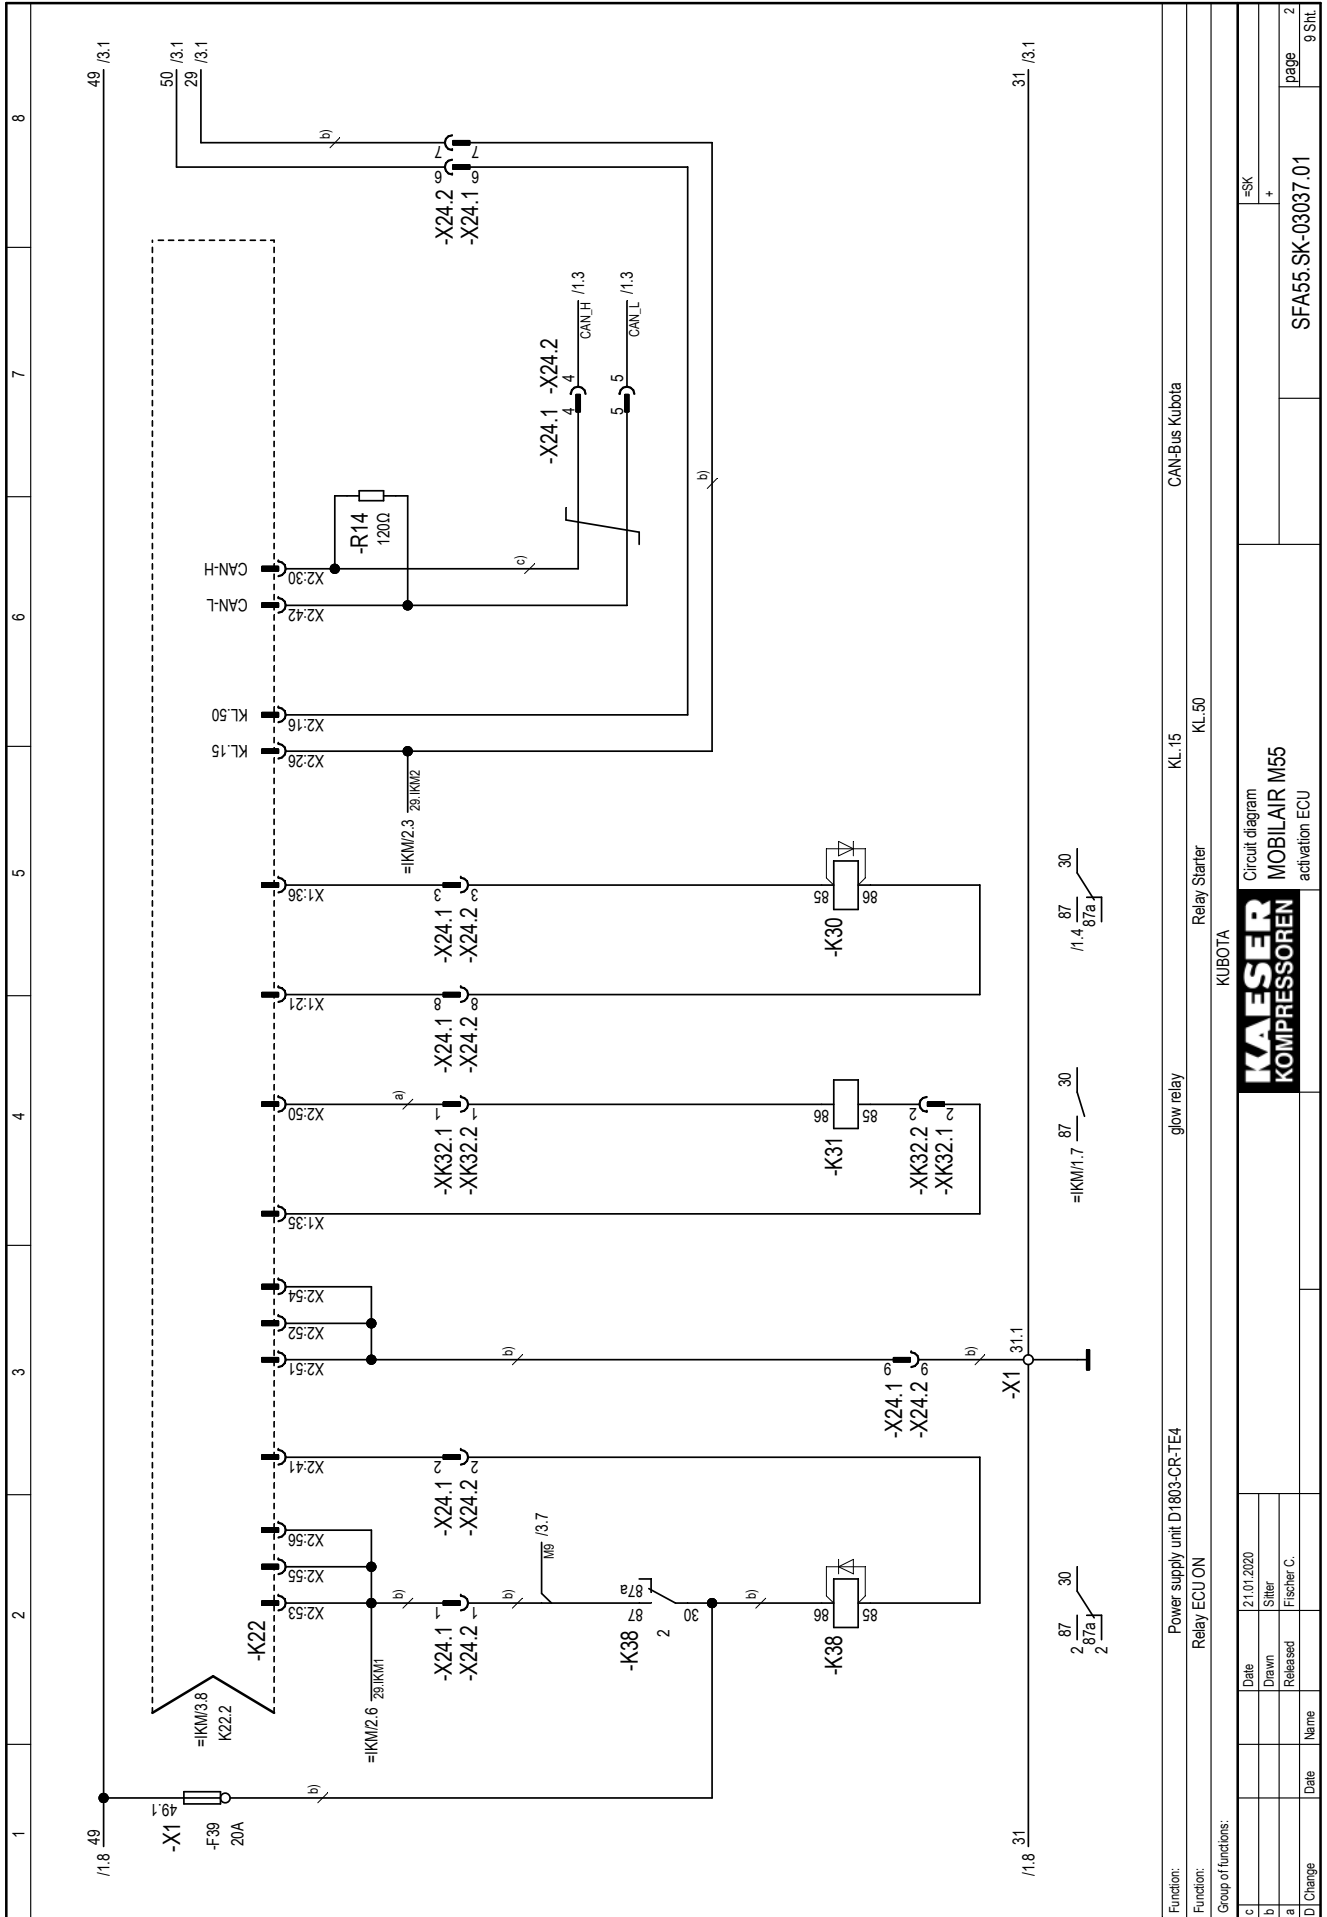 1 2 3 4 5 6 7 8
/1.8 49
49 /3.1
50 /3.1
29 /3.1
-X1
49.1
-F39
20A
b)
=IKM/3.8
K22.2
-K22
X2:53
X2:55
X2:56
X2:41
X2:51
X2:52
X2:54
X1:35
X2:50
X1:21
X1:36
KL.15
X2:26
KL.50
X2:16
CAN-L
X2:42
CAN-H
X2:30
=IKM/2.6
29.IKM1
b)
-X24.1 1
-X24.2 1
b)
M9
/3.7
-K38
2
87
87a
30
b)
-K38
86
85
-X24.1 2
-X24.2 2
b)
-X24.1 9
-X24.2 9
b)
-X1
31.1
a)
-XK32.1 1
-XK32.2 1
-K31
86
85
-XK32.2 2
-XK32.1 2
-X24.1 8
-X24.2 8
-X24.1 3
-X24.2 3
-K30
85
86
=IKM/2.3
29.IKM2
-R14
120Ω
c)
-X24.1 -X24.2
4 4
CAN_H /1.3
5 5
CAN_L /1.3
b)
b)
-X24.2 6 7
-X24.1 6 7
/1.8 31
31 /3.1
2 87 30
2 87a
=IKM/1.7 87 30
/1.4 87 30
87a
Function: Power supply unit D1803-CR-TE4 glow relay KL.15 CAN-Bus Kubota
Function: Relay ECU ON Relay Starter KL.50
Group of functions: KUBOTA
c
b
a
D Change Date Name
Date 21.01.2020
Drawn Sitter
Released Fischer C.
KAESER
KOMPRESSOREN
Circuit diagram
MOBILAIR M55
activation ECU
SFA55.SK-03037.01
=SK
+
page 2
9 Sht.